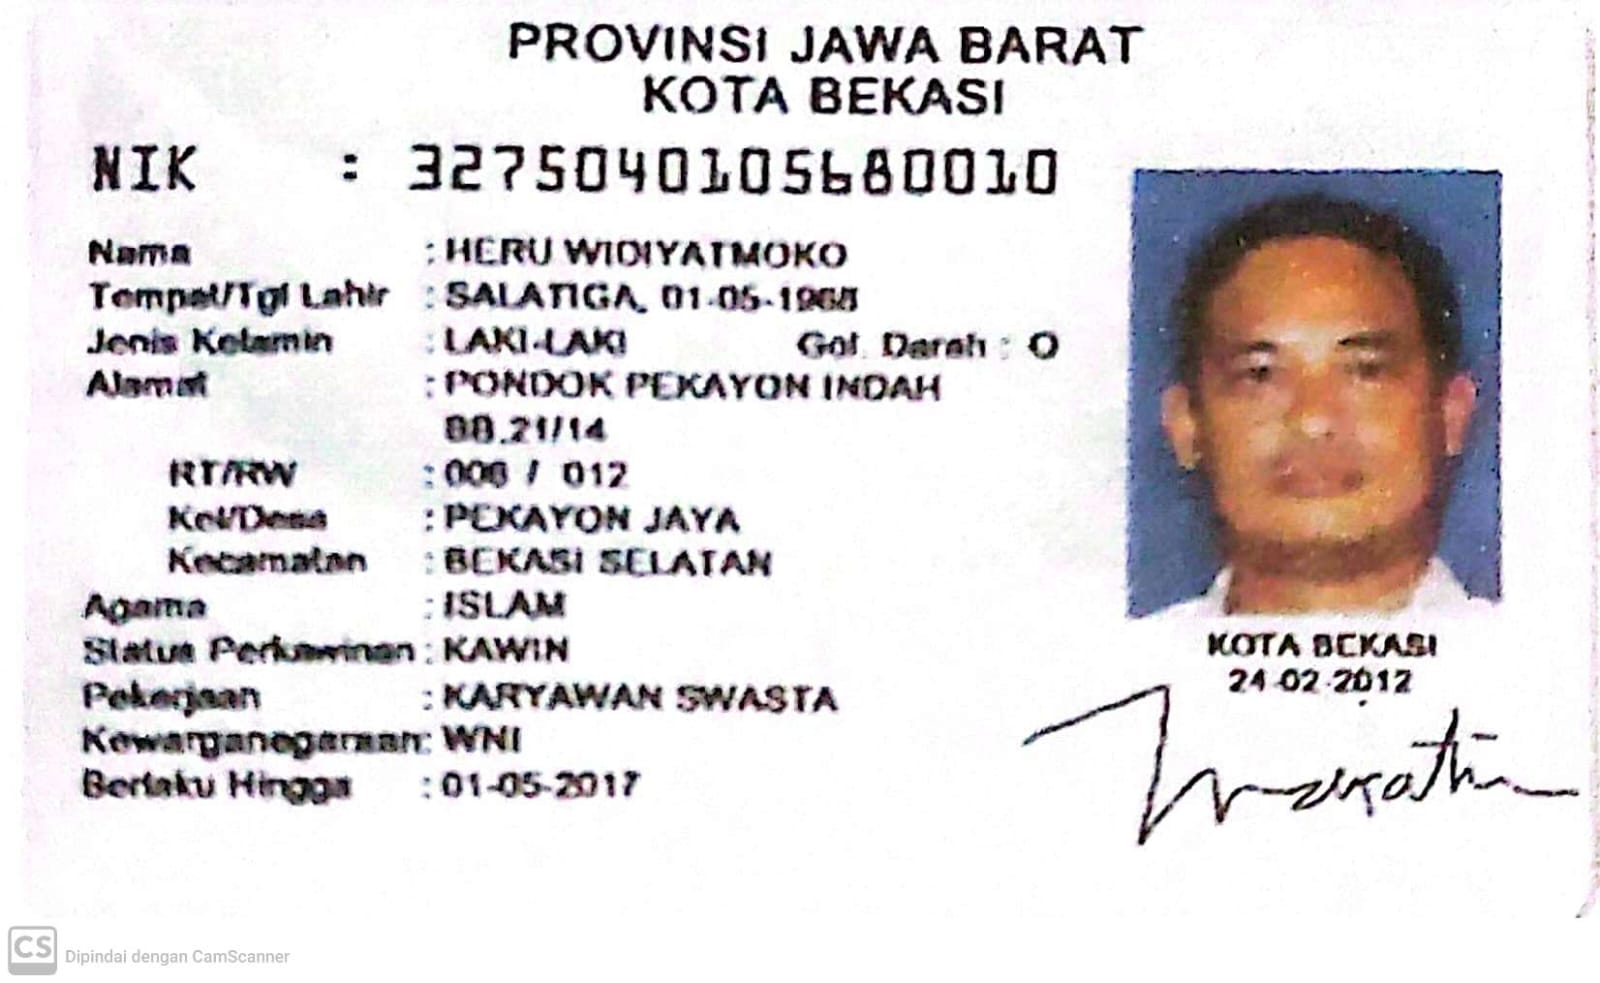 PROVINSI JAWA BARAT
KOTA BEKASI
NIK : 3275040105680010
Nama : HERU WIDIYATMOKO
Tempat/Tgl Lahir : SALATIGA, 01-05-1968
Jenis Kelamin : LAKI-LAKI Gol. Darah : O
Alamat : PONDOK PEKAYON INDAH
BB.21/14
RT/RW : 006 / 012
Kel/Desa : PEKAYON JAYA
Kecamatan : BEKASI SELATAN
Agama : ISLAM
Status Perkawinan : KAWIN
Pekerjaan : KARYAWAN SWASTA
Kewarganegaraan: WNI
Berlaku Hingga : 01-05-2017
KOTA BEKASI
24-02-2012
CS Dipindai dengan CamScanner